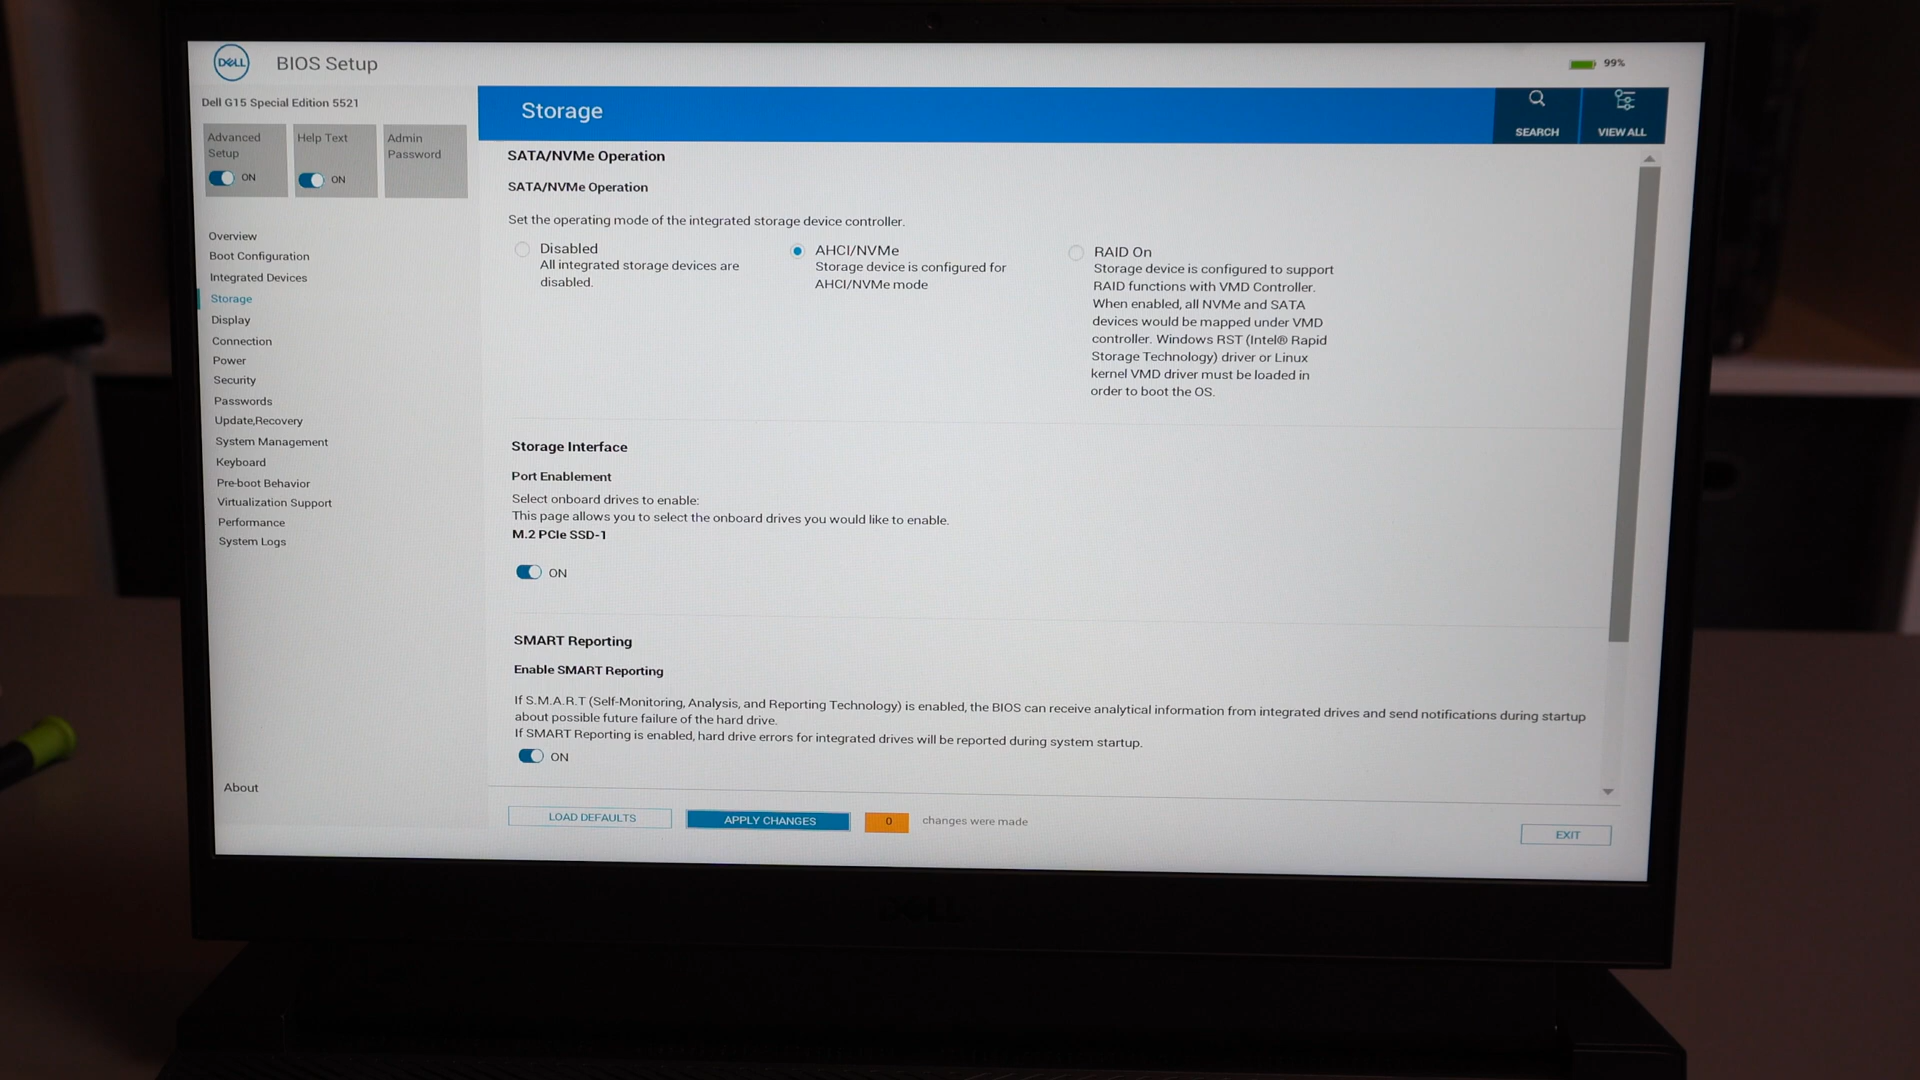 DELL
BIOS Setup
99%
Dell G15 Special Edition 5521
Advanced
Setup
ON
Help Text
ON
Admin
Password
Storage
SEARCH
VIEW ALL
Overview
Boot Configuration
Integrated Devices
Storage
Display
Connection
Power
Security
Passwords
Update,Recovery
System Management
Keyboard
Pre-boot Behavior
Virtualization Support
Performance
System Logs
About
SATA/NVMe Operation
SATA/NVMe Operation
Set the operating mode of the integrated storage device controller.
Disabled
All integrated storage devices are
disabled.
AHCI/NVMe
Storage device is configured for
AHCI/NVMe mode
RAID On
Storage device is configured to support
RAID functions with VMD Controller.
When enabled, all NVMe and SATA
devices would be mapped under VMD
controller. Windows RST (Intel® Rapid
Storage Technology) driver or Linux
kernel VMD driver must be loaded in
order to boot the OS.
Storage Interface
Port Enablement
Select onboard drives to enable:
This page allows you to select the onboard drives you would like to enable.
M.2 PCIe SSD-1
ON
SMART Reporting
Enable SMART Reporting
If S.M.A.R.T (Self-Monitoring, Analysis, and Reporting Technology) is enabled, the BIOS can receive analytical information from integrated drives and send notifications during startup
about possible future failure of the hard drive.
If SMART Reporting is enabled, hard drive errors for integrated drives will be reported during system startup.
ON
LOAD DEFAULTS
APPLY CHANGES
0
changes were made
EXIT
DELL